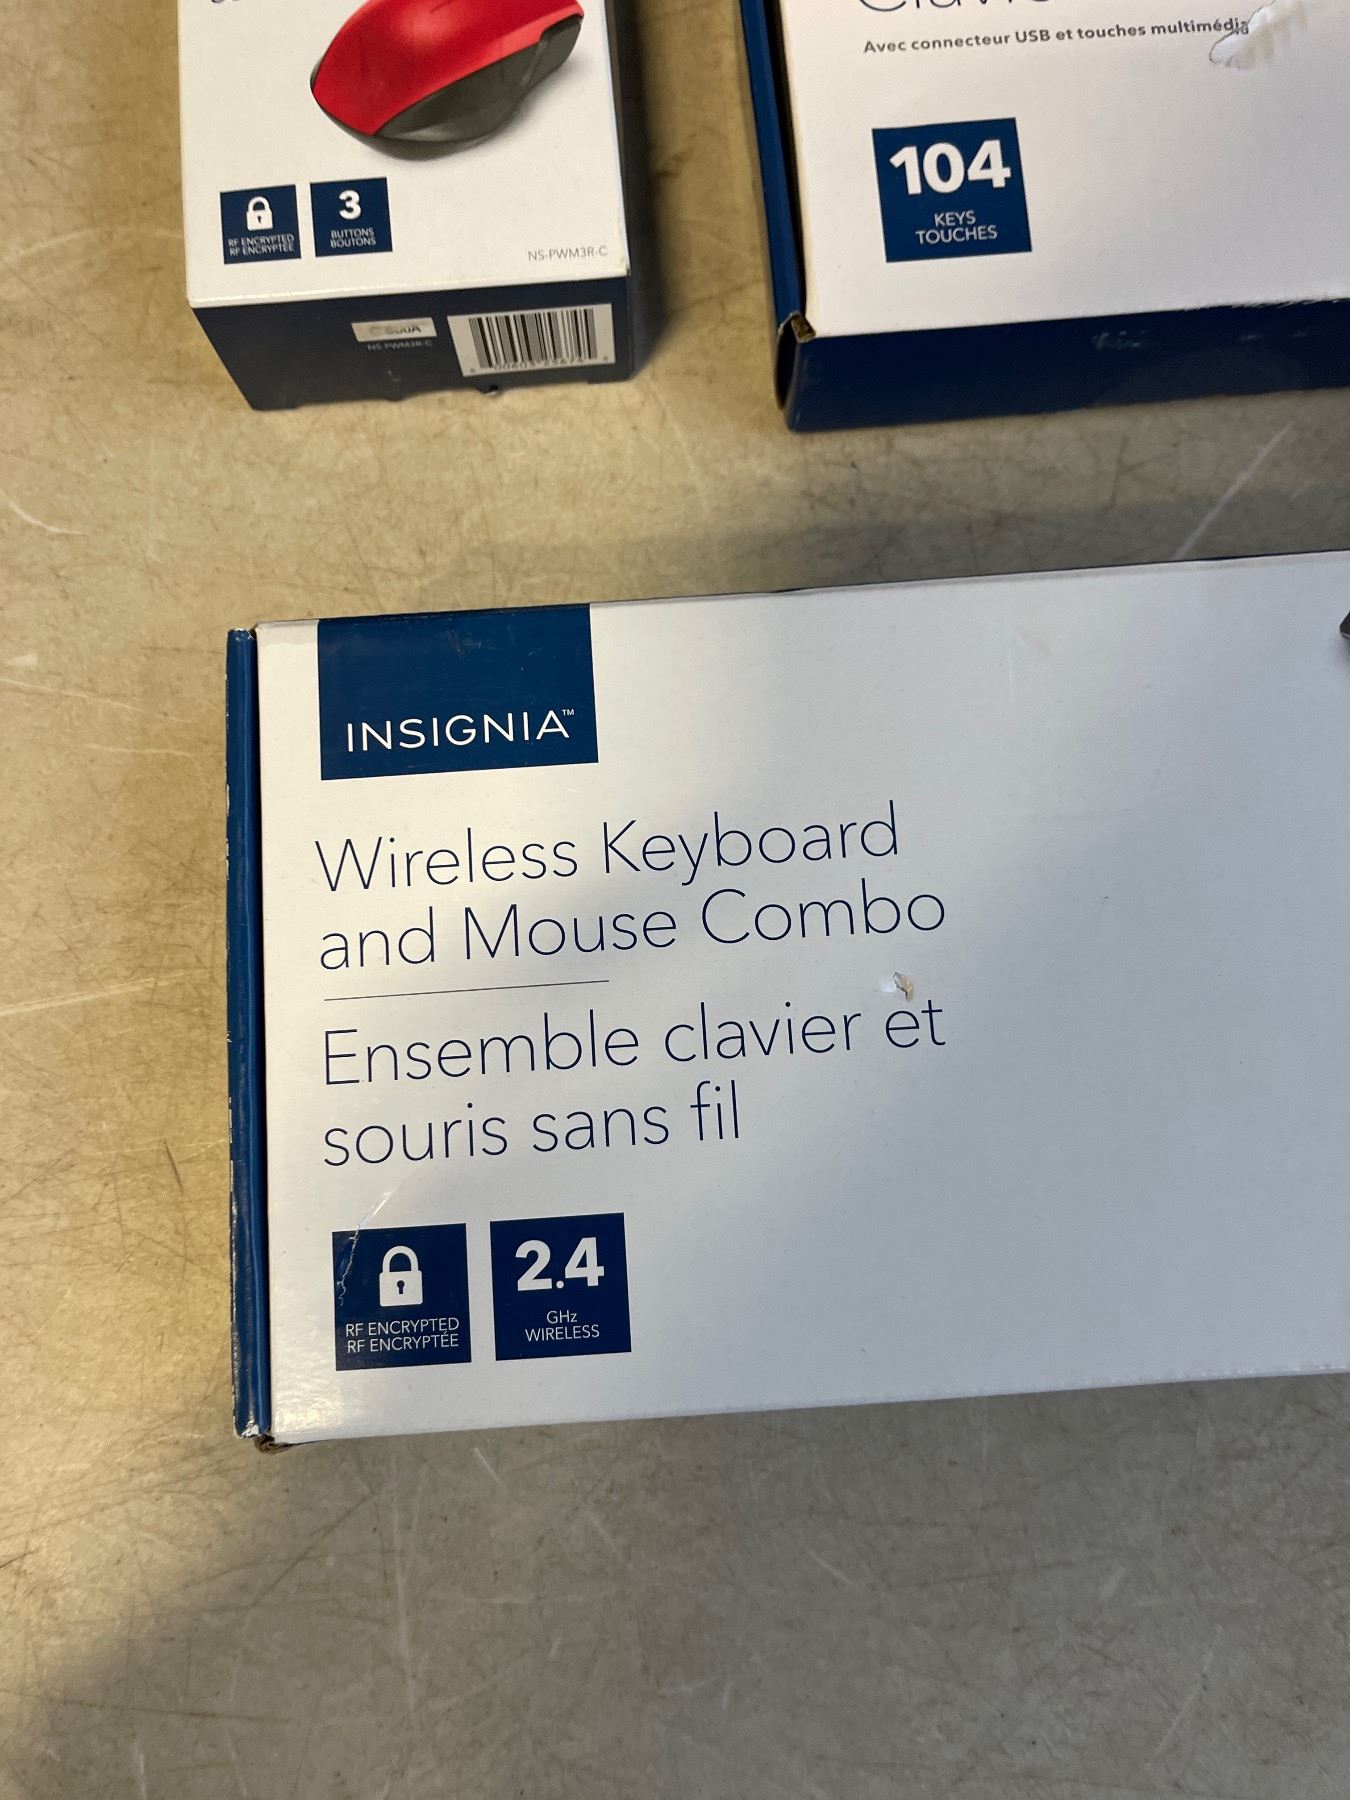 RF ENCRYPTED
RF ENCRYPTÉE
3
BUTTONS
BOUTONS
NS-PWM3R-C
NS-PWM3R-C
Avec connecteur USB et touches multimédia
104
KEYS
TOUCHES
INSIGNIA™
Wireless Keyboard
and Mouse Combo
Ensemble clavier et
souris sans fil
RF ENCRYPTED
RF ENCRYPTÉE
2.4
GHz
WIRELESS